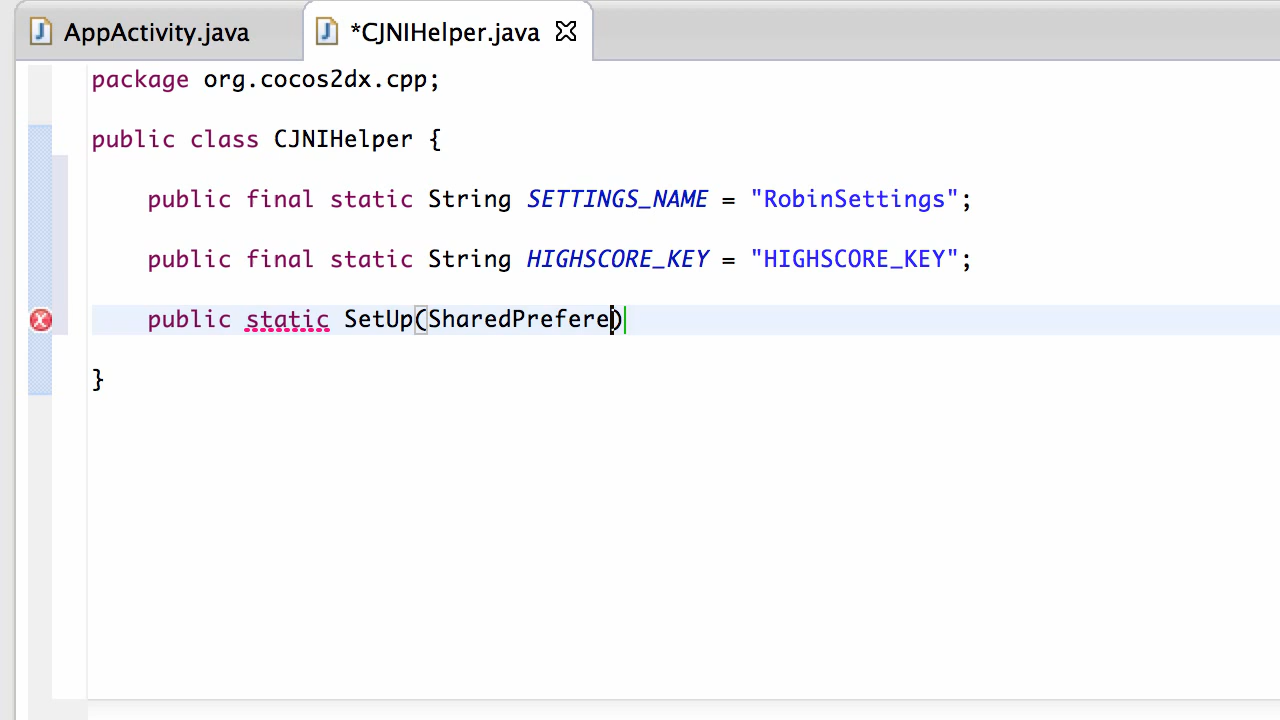 AppActivity.java
*CJNIHelper.java
package org.cocos2dx.cpp;
public class CJNIHelper {
public final static String SETTINGS_NAME = "RobinSettings";
public final static String HIGHSCORE_KEY = "HIGHSCORE_KEY";
public static SetUp(SharedPrefere)
}